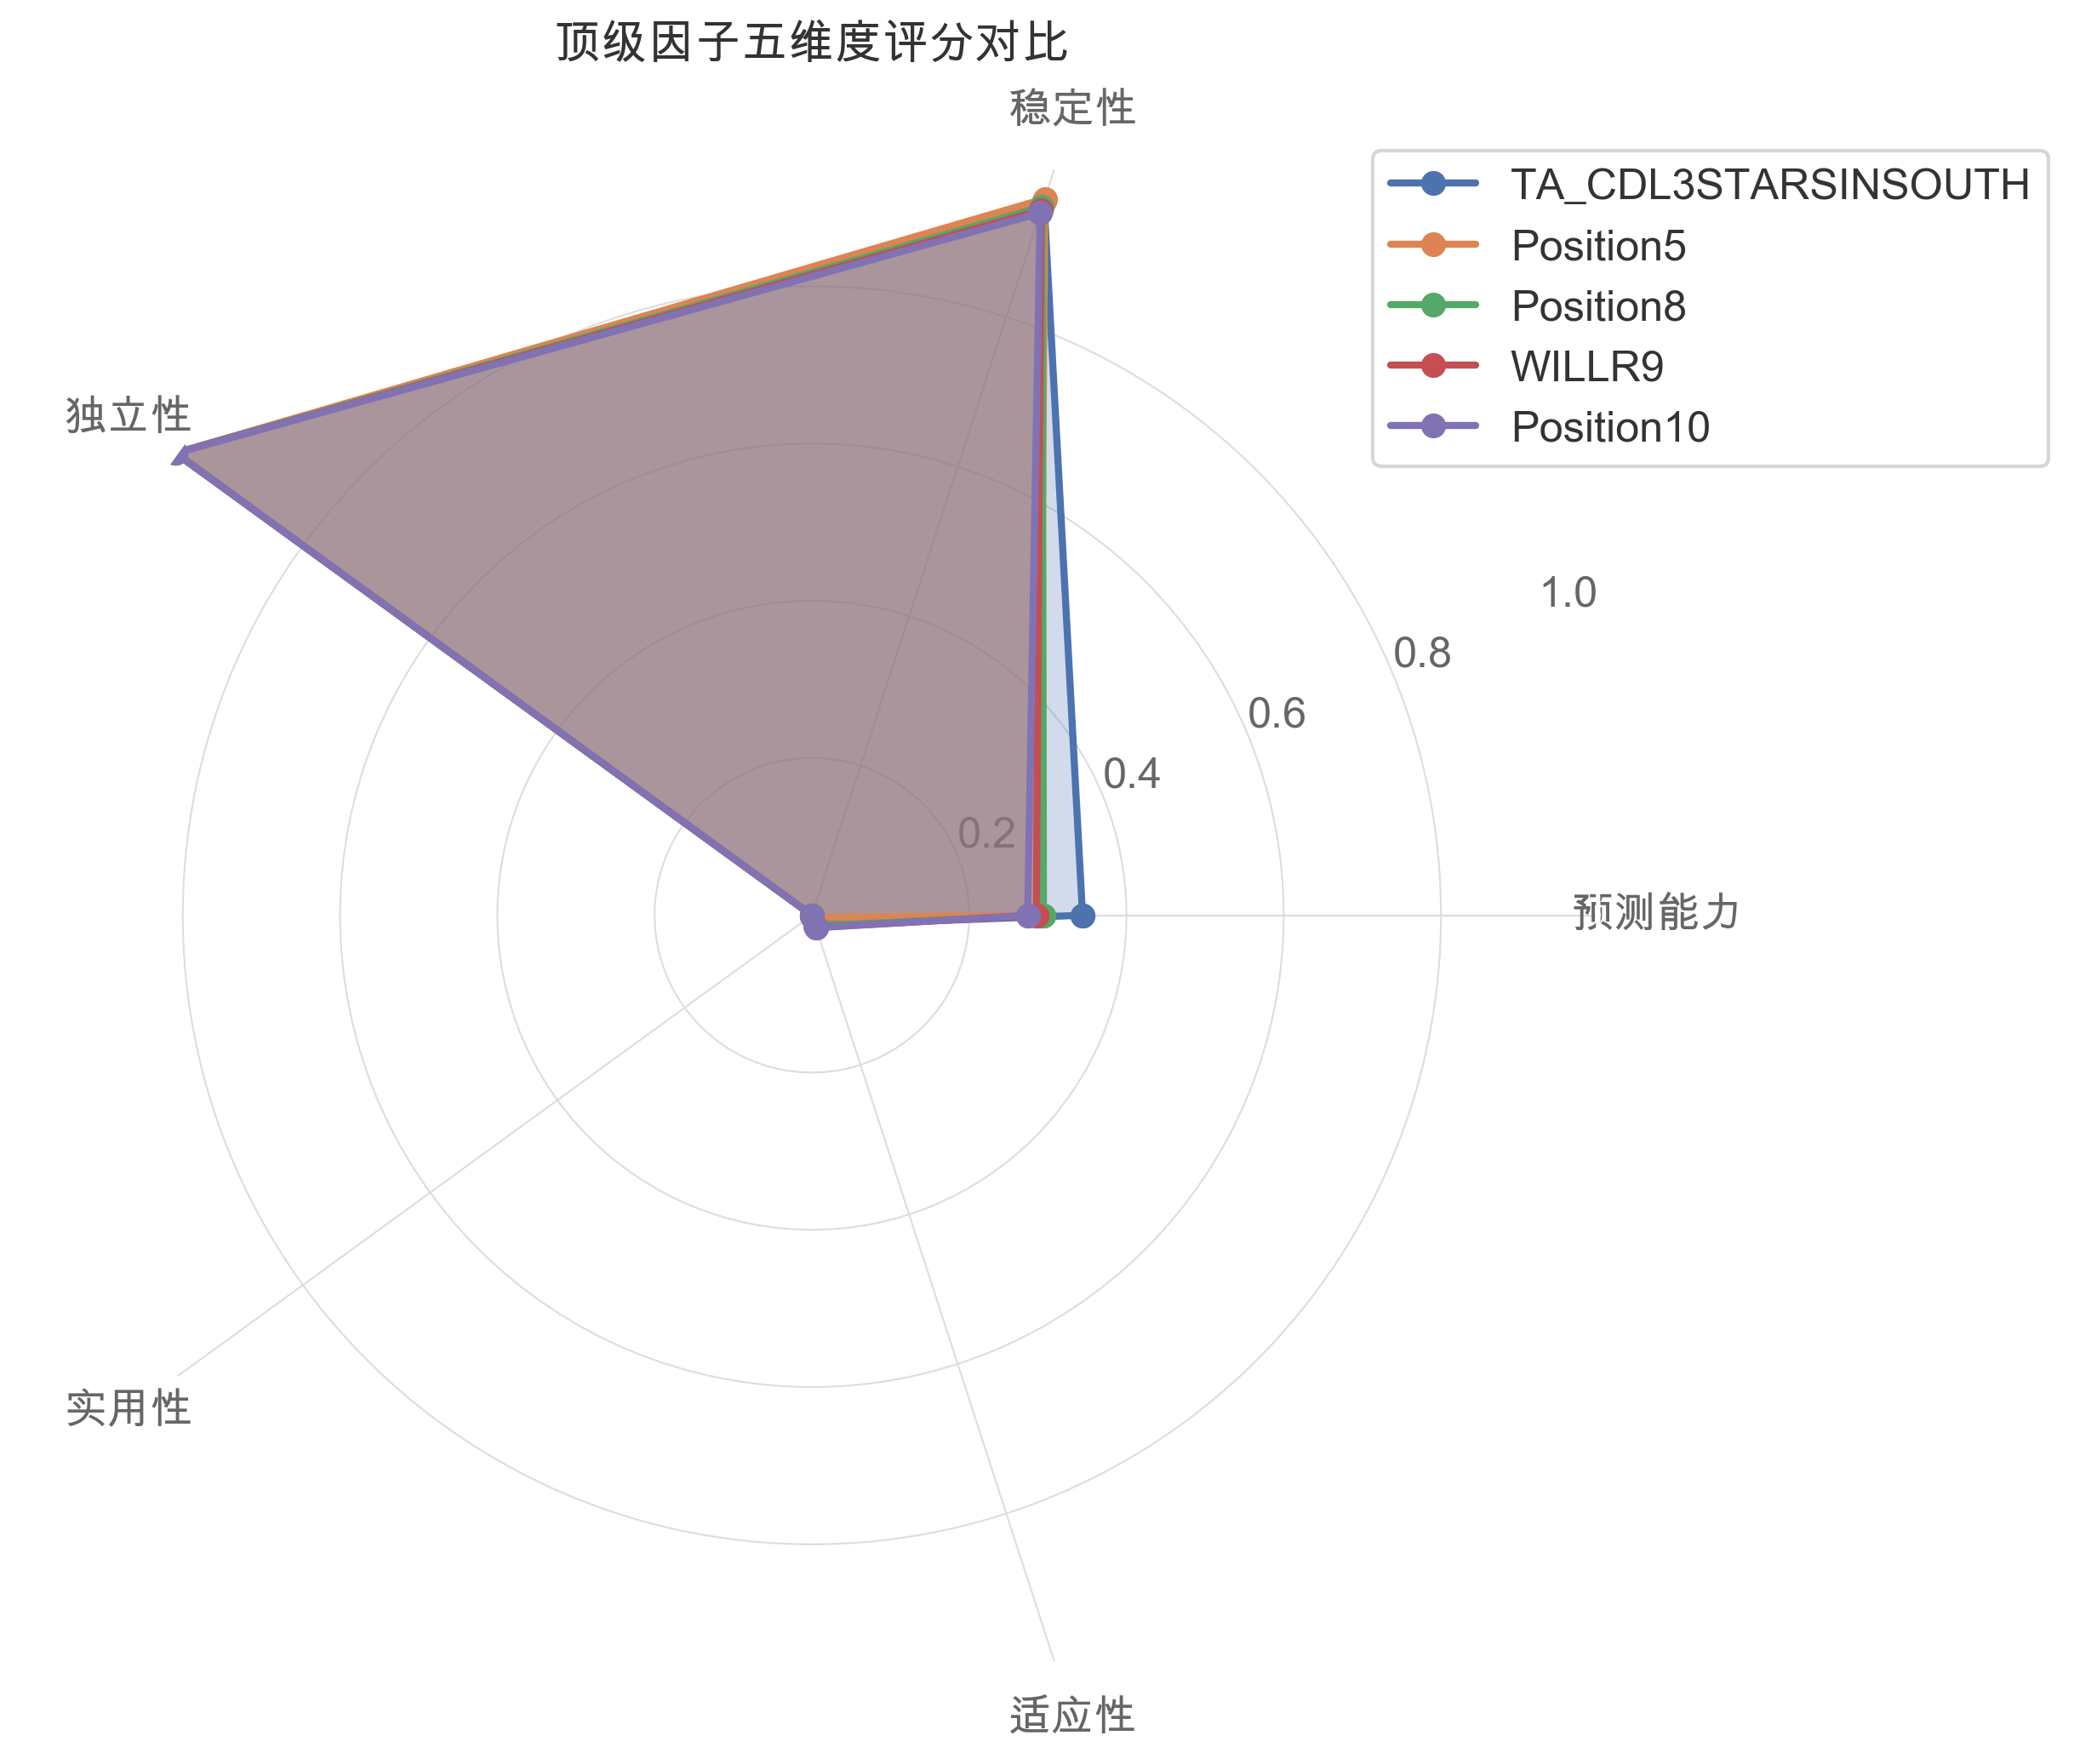 顶级因子五维度评分对比
稳定性
TA_CDL3STARSINSOUTH
Position5
Position8
WILLR9
Position10
独立性
1.0
0.8
0.6
0.4
0.2
预测能力
实用性
适应性